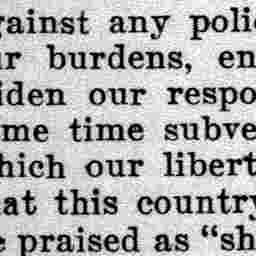 gainst any polic
ur burdens, en
iden our respo
me time subve
hich our libert
at this country
e praised as “sh